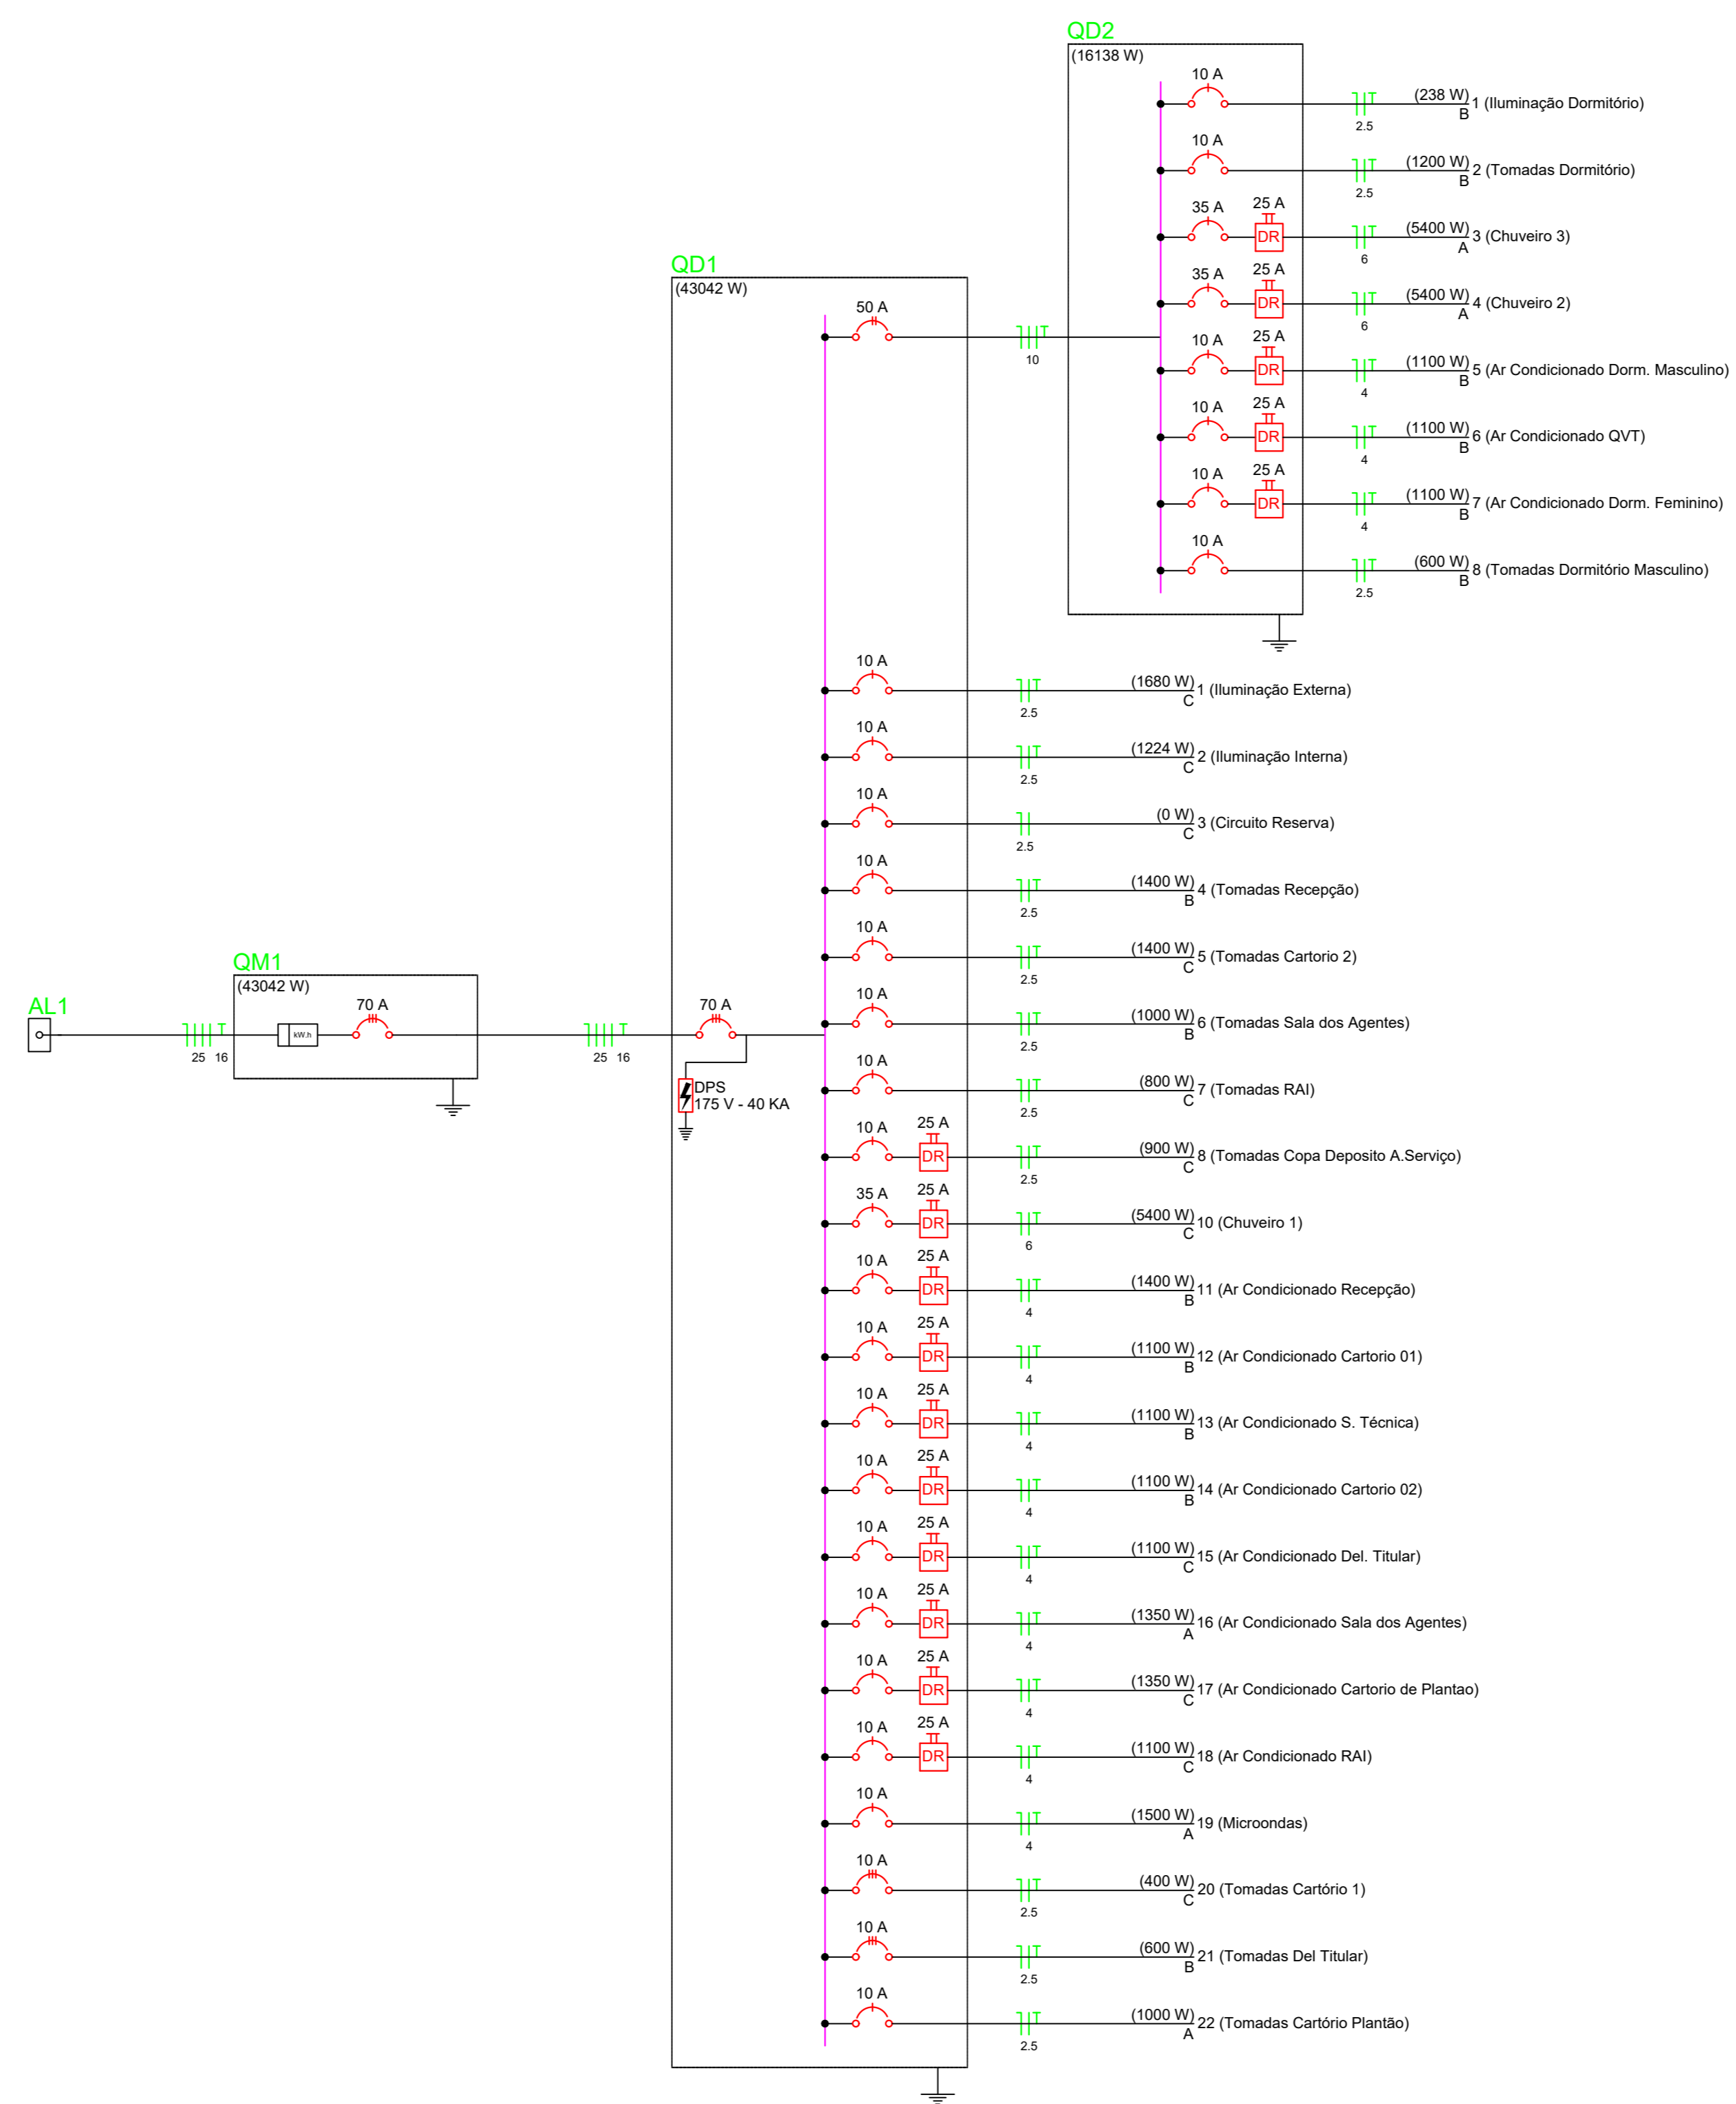 QD2
(16138 W)
10 A
2.5
(238 W)
B
1 (Iluminação Dormitório)
10 A
2.5
(1200 W)
B
2 (Tomadas Dormitório)
35 A
25 A
DR
6
(5400 W)
A
3 (Chuveiro 3)
35 A
25 A
DR
6
(5400 W)
A
4 (Chuveiro 2)
10 A
25 A
DR
4
(1100 W)
B
5 (Ar Condicionado Dorm. Masculino)
10 A
25 A
DR
4
(1100 W)
B
6 (Ar Condicionado QVT)
10 A
25 A
DR
4
(1100 W)
B
7 (Ar Condicionado Dorm. Feminino)
10 A
2.5
(600 W)
B
8 (Tomadas Dormitório Masculino)
QD1
(43042 W)
50 A
10
10 A
2.5
(1680 W)
C
1 (Iluminação Externa)
10 A
2.5
(1224 W)
C
2 (Iluminação Interna)
10 A
2.5
(0 W)
C
3 (Circuito Reserva)
10 A
2.5
(1400 W)
B
4 (Tomadas Recepção)
10 A
2.5
(1400 W)
C
5 (Tomadas Cartorio 2)
10 A
2.5
(1000 W)
B
6 (Tomadas Sala dos Agentes)
AL1
25 16
QM1
(43042 W)
kW.h
70 A
25 16
70 A
DPS
175 V - 40 KA
10 A
2.5
(800 W)
C
7 (Tomadas RAI)
10 A
25 A
DR
2.5
(900 W)
C
8 (Tomadas Copa Deposito A.Serviço)
35 A
25 A
DR
6
(5400 W)
C
10 (Chuveiro 1)
10 A
25 A
DR
4
(1400 W)
B
11 (Ar Condicionado Recepção)
10 A
25 A
DR
4
(1100 W)
B
12 (Ar Condicionado Cartorio 01)
10 A
25 A
DR
4
(1100 W)
B
13 (Ar Condicionado S. Técnica)
10 A
25 A
DR
4
(1100 W)
B
14 (Ar Condicionado Cartorio 02)
10 A
25 A
DR
4
(1100 W)
C
15 (Ar Condicionado Del. Titular)
10 A
25 A
DR
4
(1350 W)
A
16 (Ar Condicionado Sala dos Agentes)
10 A
25 A
DR
4
(1350 W)
C
17 (Ar Condicionado Cartorio de Plantao)
10 A
25 A
DR
4
(1100 W)
C
18 (Ar Condicionado RAI)
10 A
4
(1500 W)
A
19 (Microondas)
10 A
2.5
(400 W)
C
20 (Tomadas Cartório 1)
10 A
2.5
(600 W)
B
21 (Tomadas Del Titular)
10 A
2.5
(1000 W)
A
22 (Tomadas Cartório Plantão)